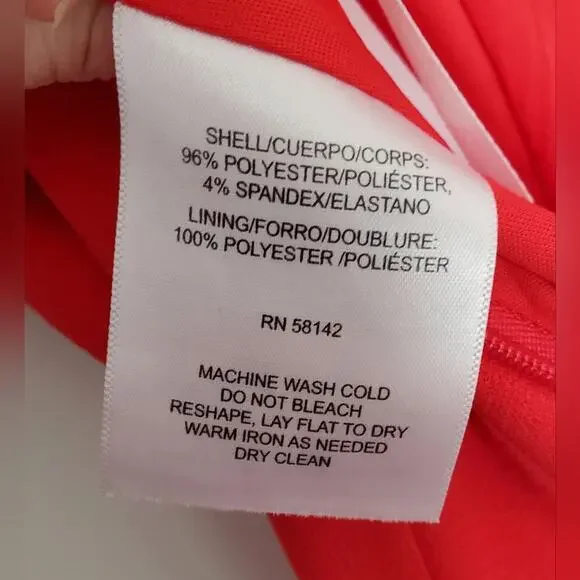 SHELL/CUERPO/CORPS:
96% POLYESTER/POLIÉSTER,
4% SPANDEX/ELASTANO
LINING/FORRO/DOUBLURE:
100% POLYESTER /POLIÉSTER
RN 58142
MACHINE WASH COLD
DO NOT BLEACH
RESHAPE, LAY FLAT TO DRY
WARM IRON AS NEEDED
DRY CLEAN